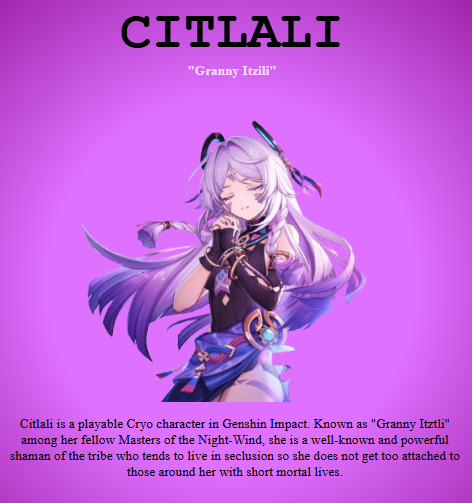 CITLALI
"Granny Itzili"
Citlali is a playable Cryo character in Genshin Impact. Known as "Granny Itztli"
among her fellow Masters of the Night-Wind, she is a well-known and powerful
shaman of the tribe who tends to live in seclusion so she does not get too attached to
those around her with short mortal lives.